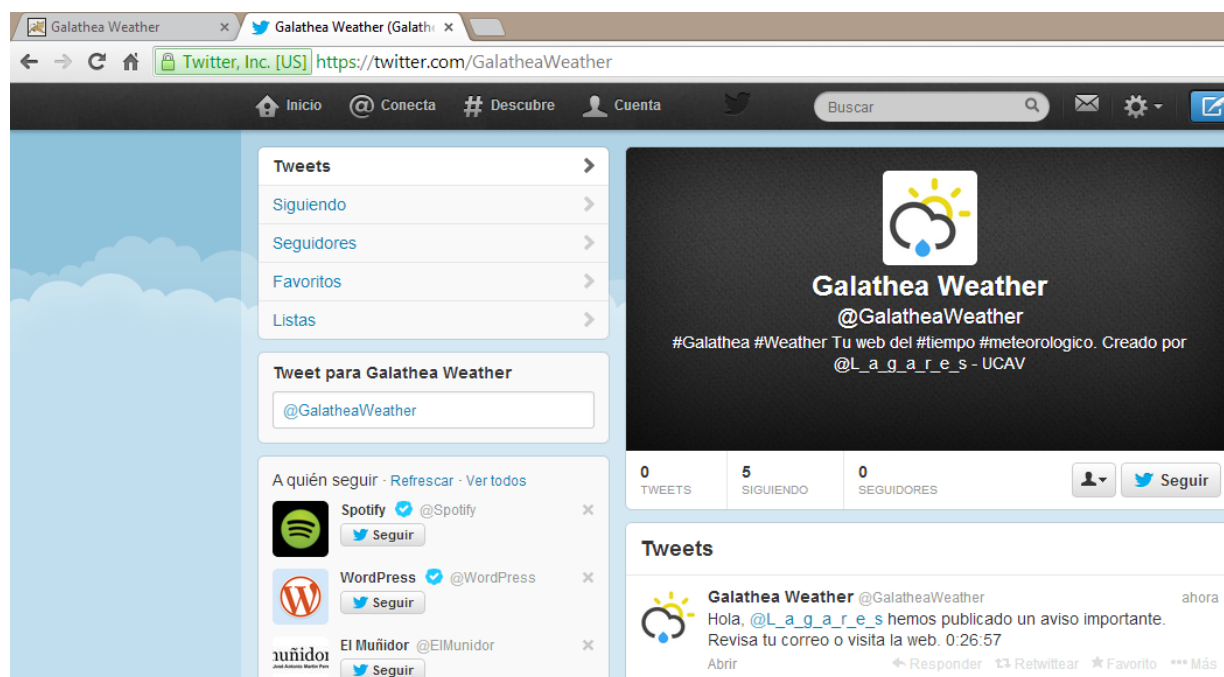 Galathea Weather
Galathea Weather (Galathe
Twitter, Inc. [US] https://twitter.com/GalatheaWeather
Inicio Conecta Descubre Cuenta Buscar
Tweets
Siguiendo
Seguidores
Favoritos
Listas
Tweet para Galathea Weather
@GalatheaWeather
A quién seguir · Refrescar · Ver todos
Spotify @Spotify
Seguir
WordPress @WordPress
Seguir
El Muñidor @ElMunidor
Seguir
muñidor
Galathea Weather
@GalatheaWeather
#Galathea #Weather Tu web del #tiempo #meteorologico. Creado por
@L_a_g_a_r_e_s - UCAV
0 5 0
TWEETS SIGUIENDO SEGUIDORES
Seguir
Tweets
Galathea Weather @GalatheaWeather ahora
Hola, @L_a_g_a_r_e_s hemos publicado un aviso importante.
Revisa tu correo o visita la web. 0:26:57
Abrir Responder Retwittear Favorito Más